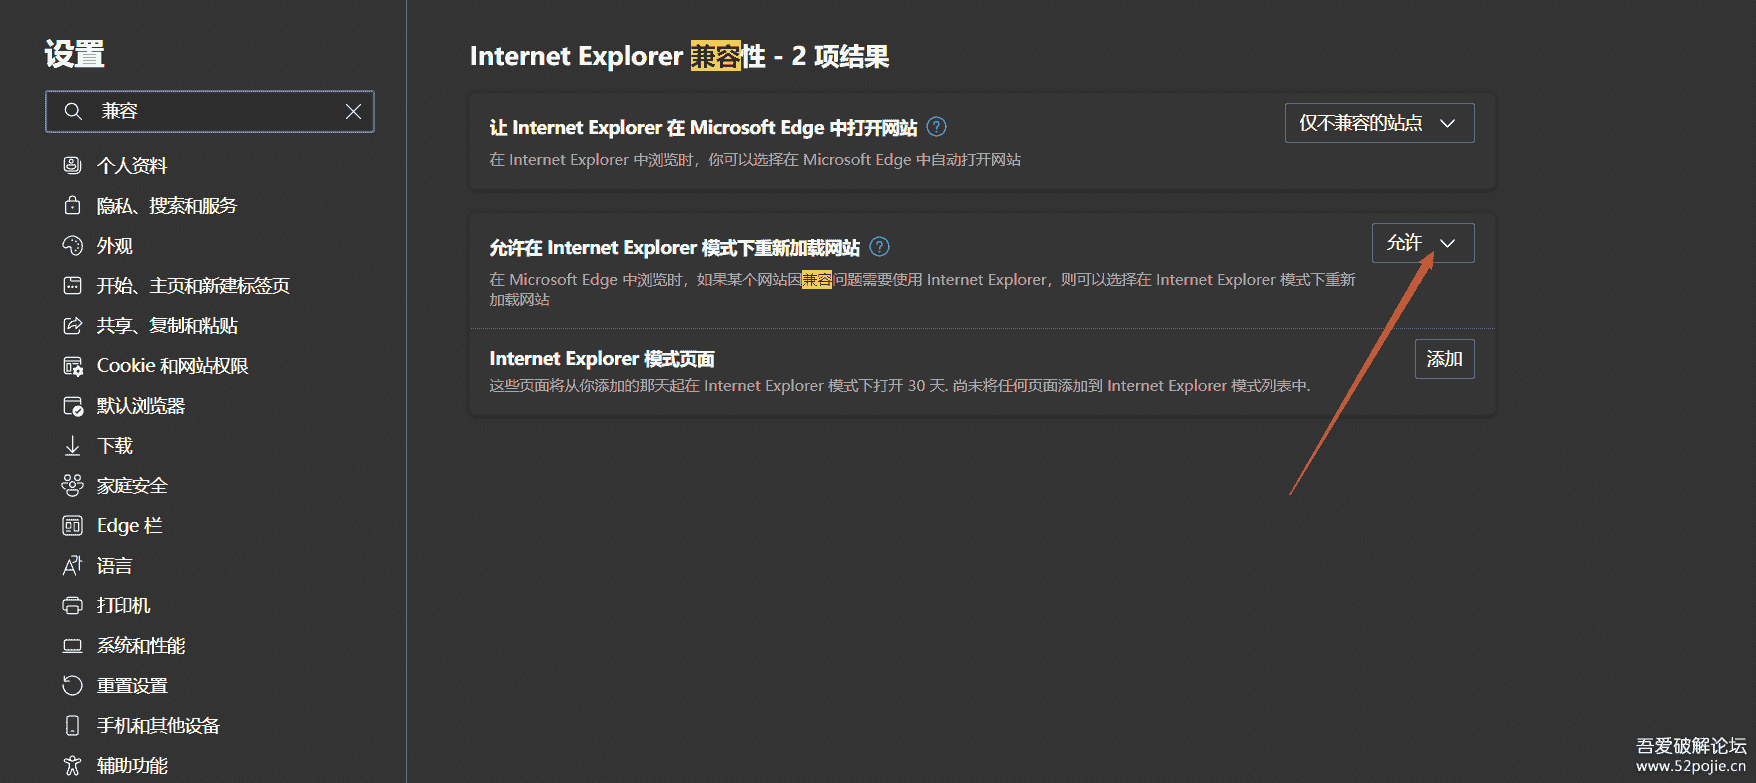 设置
兼容
个人资料
隐私、搜索和服务
外观
开始、主页和新建标签页
共享、复制和粘贴
Cookie 和网站权限
默认浏览器
下载
家庭安全
Edge 栏
语言
打印机
系统和性能
重置设置
手机和其他设备
辅助功能
Internet Explorer 兼容性 - 2 项结果
让 Internet Explorer 在 Microsoft Edge 中打开网站
仅不兼容的站点
在 Internet Explorer 中浏览时，你可以选择在 Microsoft Edge 中自动打开网站
允许在 Internet Explorer 模式下重新加载网站
允许
在 Microsoft Edge 中浏览时，如果某个网站因兼容问题需要使用 Internet Explorer，则可以选择在 Internet Explorer 模式下重新
加载网站
Internet Explorer 模式页面
添加
这些页面将从你添加的那天起在 Internet Explorer 模式下打开 30 天. 尚未将任何页面添加到 Internet Explorer 模式列表中.
吾爱破解论坛
www.52pojie.cn